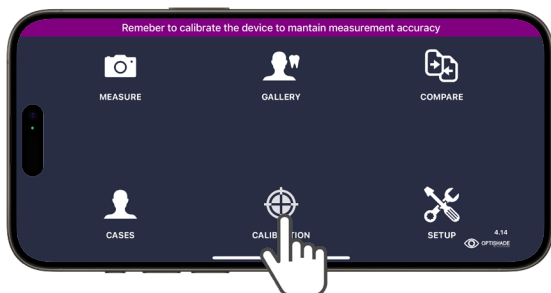 Remeber to calibrate the device to mantain measurement accuracy
MEASURE
GALLERY
COMPARE
CASES
SETUP
4.14
OPTISHADE